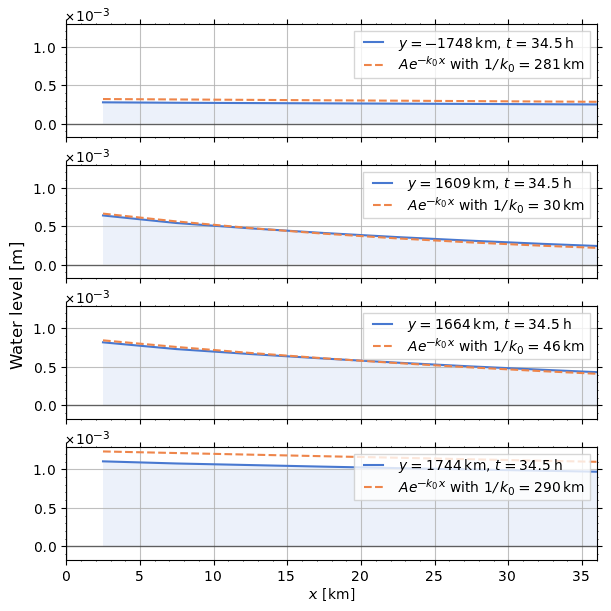 ×10⁻³
1.0
0.5
0.0
y = −1748 km, t = 34.5 h
Ae^{−k₀x} with 1/k₀ = 281 km
×10⁻³
1.0
0.5
0.0
y = 1609 km, t = 34.5 h
Ae^{−k₀x} with 1/k₀ = 30 km
×10⁻³
1.0
0.5
0.0
y = 1664 km, t = 34.5 h
Ae^{−k₀x} with 1/k₀ = 46 km
×10⁻³
1.0
0.5
0.0
y = 1744 km, t = 34.5 h
Ae^{−k₀x} with 1/k₀ = 290 km
Water level [m]
0 5 10 15 20 25 30 35
x [km]